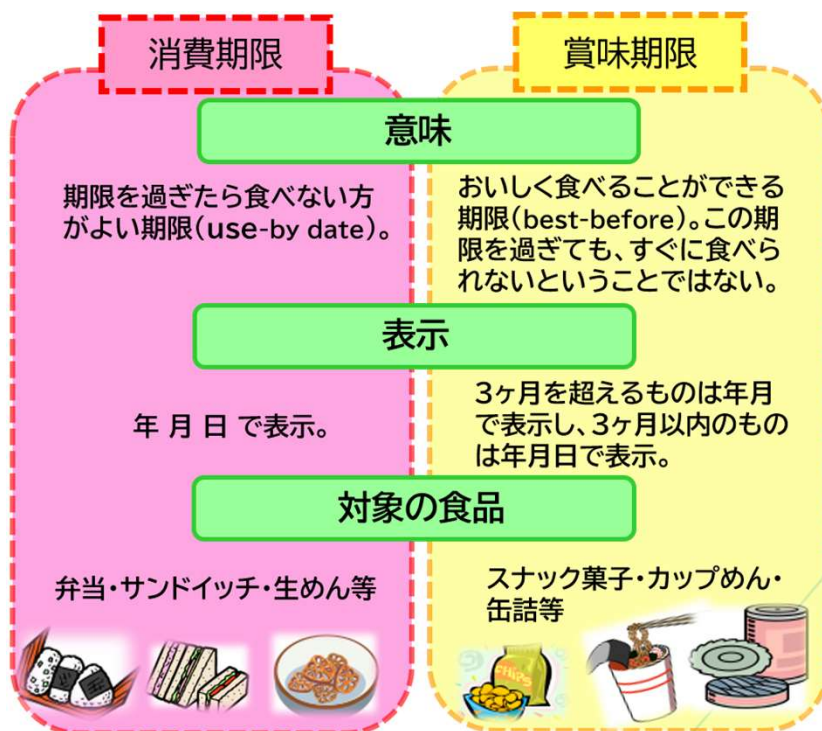 消費期限
賞味期限
意味
期限を過ぎたら食べない方
がよい期限(use-by date)。
おいしく食べることができる
期限(best-before)。この期
限を過ぎても、すぐに食べら
れないということではない。
表示
年 月 日 で表示。
3ヶ月を超えるものは年月
で表示し、3ヶ月以内のもの
は年月日で表示。
対象の食品
弁当・サンドイッチ・生めん等
スナック菓子・カップめん・
缶詰等
CHIPS